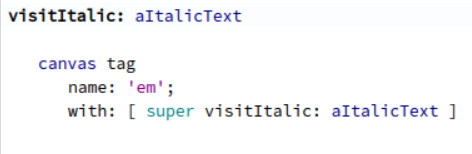 visitItalic: aItalicText
canvas tag
name: 'em';
with: [ super visitItalic: aItalicText ]